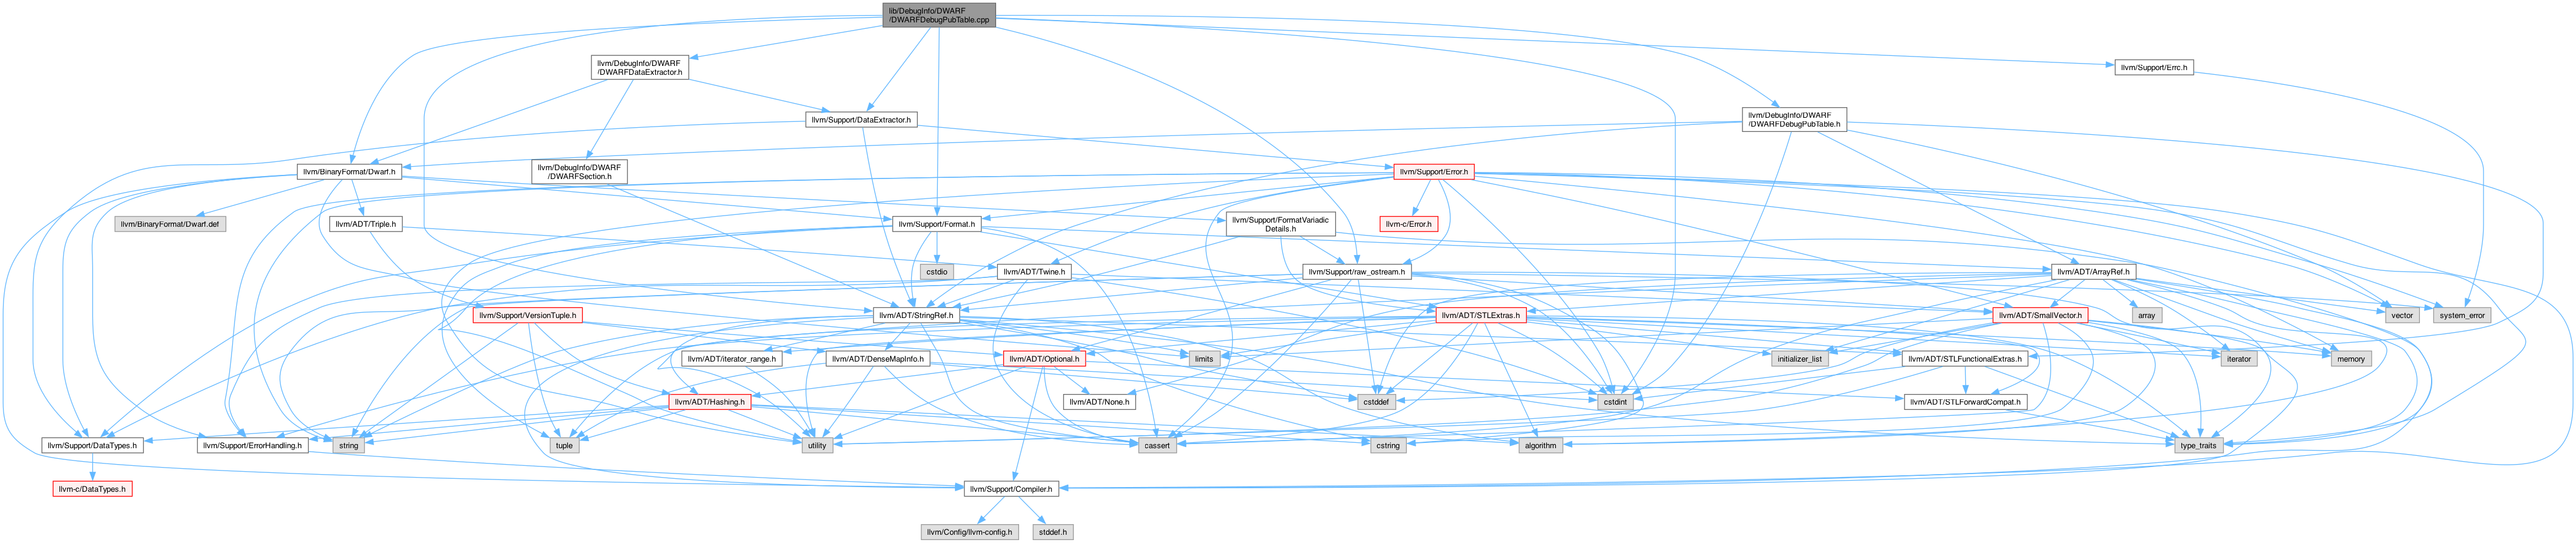 lib/DebugInfo/DWARF
/DWARFDebugPubTable.cpp
llvm/DebugInfo/DWARF
/DWARFDataExtractor.h
llvm/Support/Errc.h
llvm/Support/DataExtractor.h
llvm/DebugInfo/DWARF
/DWARFDebugPubTable.h
llvm/BinaryFormat/Dwarf.h
llvm/DebugInfo/DWARF
/DWARFSection.h
llvm/Support/Error.h
llvm/BinaryFormat/Dwarf.def
llvm/ADT/Triple.h
llvm/Support/Format.h
llvm/Support/FormatVariadic
Details.h
llvm-c/Error.h
cstdio
llvm/ADT/Twine.h
llvm/Support/raw_ostream.h
llvm/ADT/ArrayRef.h
llvm/Support/VersionTuple.h
llvm/ADT/StringRef.h
llvm/ADT/STLExtras.h
llvm/ADT/SmallVector.h
array
vector
system_error
llvm/ADT/iterator_range.h
llvm/ADT/DenseMapInfo.h
llvm/ADT/Optional.h
limits
initializer_list
llvm/ADT/STLFunctionalExtras.h
iterator
memory
llvm/ADT/Hashing.h
llvm/ADT/None.h
cstddef
cstdint
llvm/ADT/STLForwardCompat.h
llvm/Support/DataTypes.h
llvm/Support/ErrorHandling.h
string
tuple
utility
cassert
cstring
algorithm
type_traits
llvm-c/DataTypes.h
llvm/Support/Compiler.h
llvm/Config/llvm-config.h
stddef.h